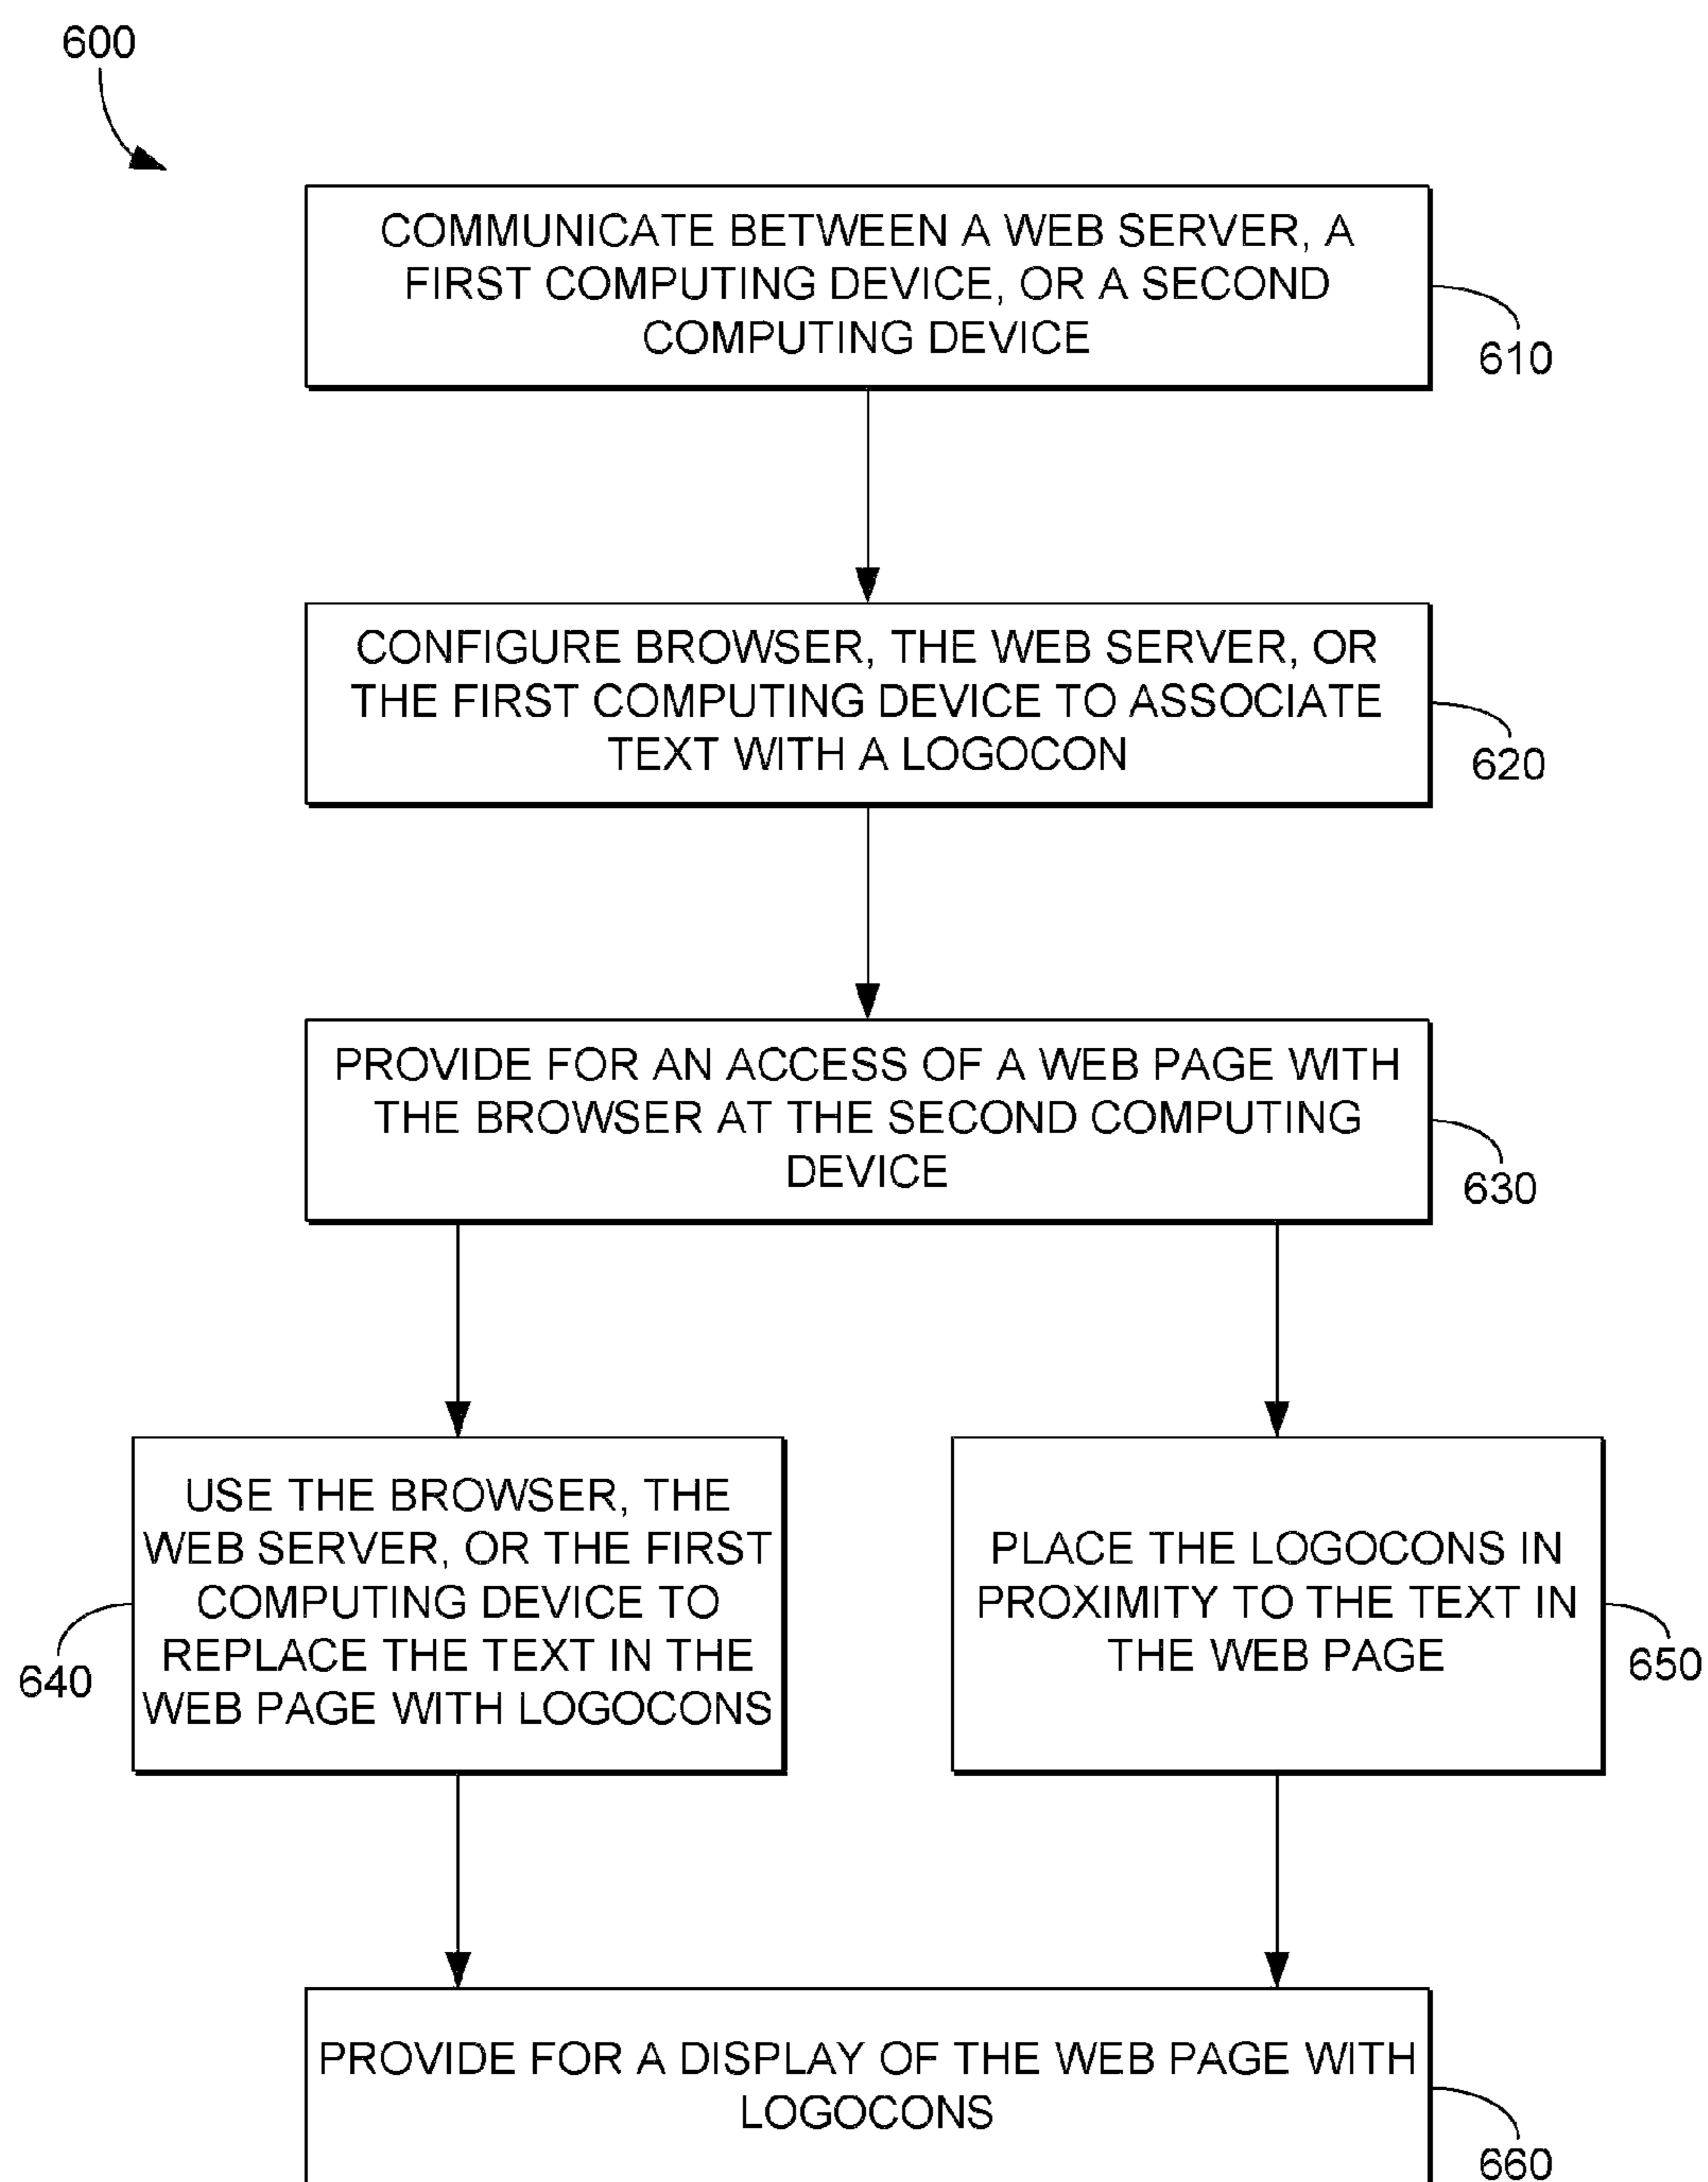 600
COMMUNICATE BETWEEN A WEB SERVER, A
FIRST COMPUTING DEVICE, OR A SECOND
COMPUTING DEVICE
610
CONFIGURE BROWSER, THE WEB SERVER, OR
THE FIRST COMPUTING DEVICE TO ASSOCIATE
TEXT WITH A LOGOCON
620
PROVIDE FOR AN ACCESS OF A WEB PAGE WITH
THE BROWSER AT THE SECOND COMPUTING
DEVICE
630
USE THE BROWSER, THE
WEB SERVER, OR THE FIRST
COMPUTING DEVICE TO
REPLACE THE TEXT IN THE
WEB PAGE WITH LOGOCONS
640
PLACE THE LOGOCONS IN
PROXIMITY TO THE TEXT IN
THE WEB PAGE
650
PROVIDE FOR A DISPLAY OF THE WEB PAGE WITH
LOGOCONS
660